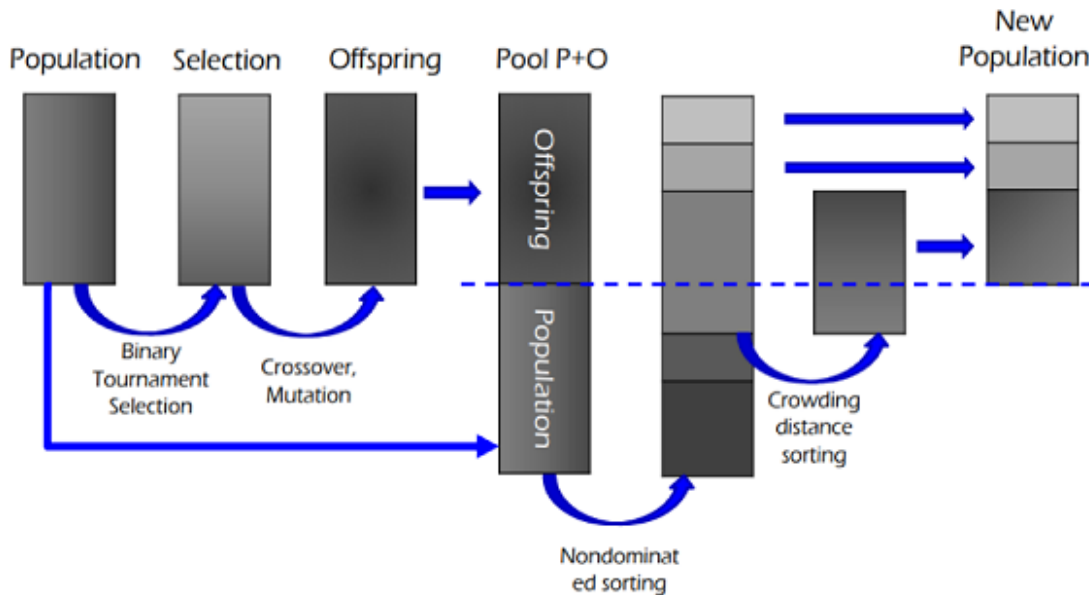 Population
Selection
Offspring
Pool P+O
New
Population
Offspring
Population
Binary
Tournament
Selection
Crossover,
Mutation
Crowding
distance
sorting
Nondominat
ed sorting